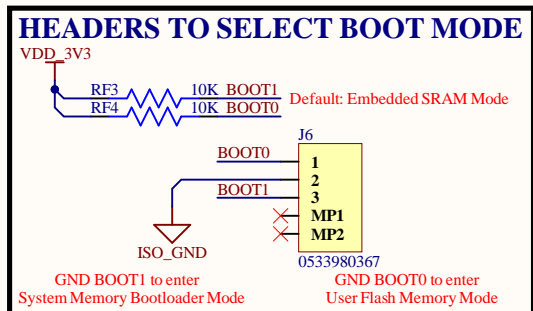 HEADERS TO SELECT BOOT MODE
VDD_3V3
RF3 10K BOOT1
RF4 10K BOOT0
Default: Embedded SRAM Mode
J6
BOOT0 1
2
BOOT1 3
MP1
MP2
ISO_GND
0533980367
GND BOOT1 to enter
System Memory Bootloader Mode
GND BOOT0 to enter
User Flash Memory Mode